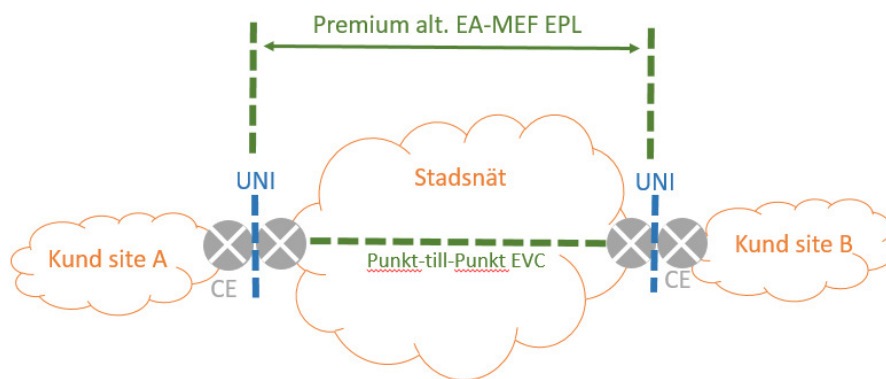 Premium alt. EA-MEF EPL
UNI
UNI
Stadsnät
Kund site A
Kund site B
Punkt-till-Punkt EVC
CE
CE